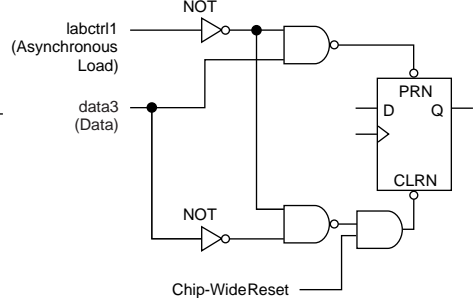 NOT
labctrl1
(Asynchronous
Load)
PRN
data3
(Data)
D Q
CLRN
NOT
Chip-Wide Reset